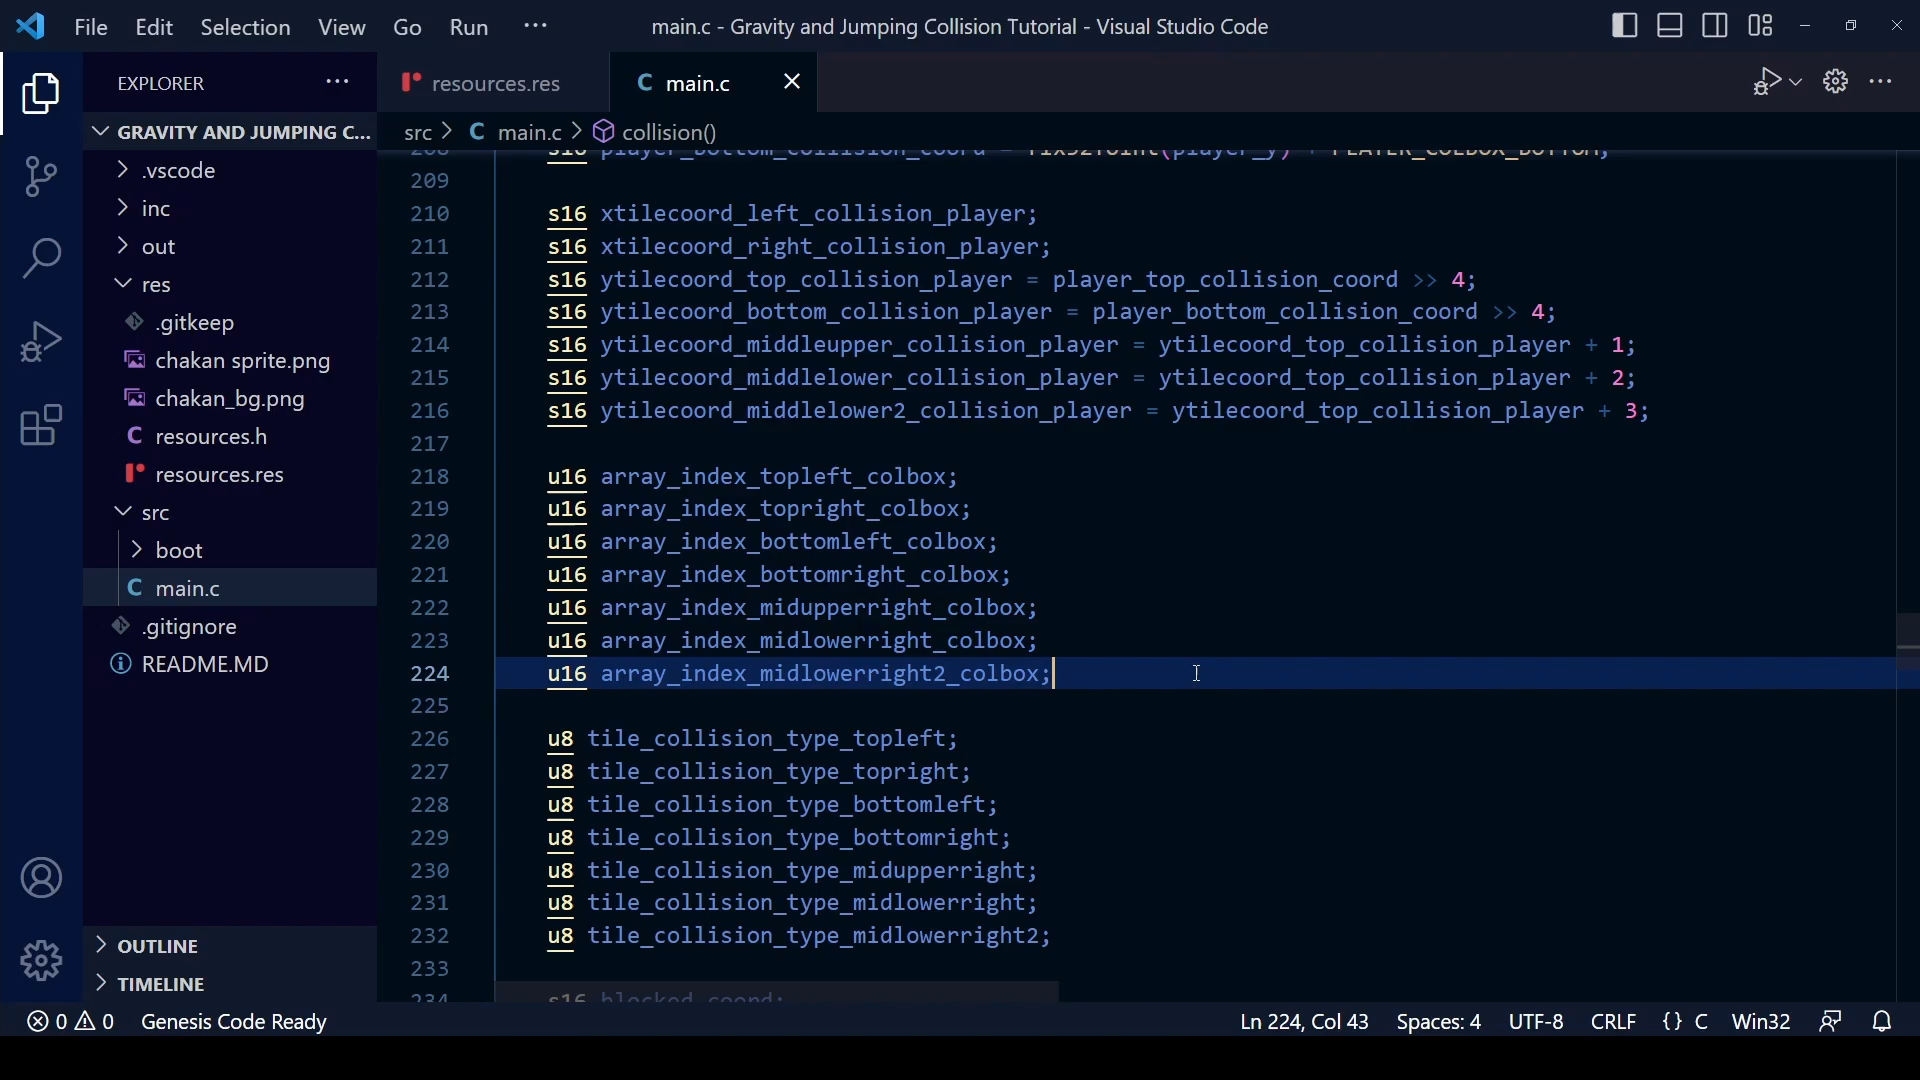 File Edit Selection View Go Run ··· main.c - Gravity and Jumping Collision Tutorial - Visual Studio Code
EXPLORER ···
resources.res
C main.c
GRAVITY AND JUMPING C...
src > C main.c > collision()
.vscode
inc
out
res
.gitkeep
chakan sprite.png
chakan_bg.png
C resources.h
resources.res
src
boot
C main.c
.gitignore
README.MD
OUTLINE
TIMELINE
208 s16 player_bottom_collision_coord = fix32ToInt(player_y) + PLAYER_COLBOX_BOTTOM;
209
210 s16 xtilecoord_left_collision_player;
211 s16 xtilecoord_right_collision_player;
212 s16 ytilecoord_top_collision_player = player_top_collision_coord >> 4;
213 s16 ytilecoord_bottom_collision_player = player_bottom_collision_coord >> 4;
214 s16 ytilecoord_middleupper_collision_player = ytilecoord_top_collision_player + 1;
215 s16 ytilecoord_middlelower_collision_player = ytilecoord_top_collision_player + 2;
216 s16 ytilecoord_middlelower2_collision_player = ytilecoord_top_collision_player + 3;
217
218 u16 array_index_topleft_colbox;
219 u16 array_index_topright_colbox;
220 u16 array_index_bottomleft_colbox;
221 u16 array_index_bottomright_colbox;
222 u16 array_index_midupperright_colbox;
223 u16 array_index_midlowerright_colbox;
224 u16 array_index_midlowerright2_colbox;
225
226 u8 tile_collision_type_topleft;
227 u8 tile_collision_type_topright;
228 u8 tile_collision_type_bottomleft;
229 u8 tile_collision_type_bottomright;
230 u8 tile_collision_type_midupperright;
231 u8 tile_collision_type_midlowerright;
232 u8 tile_collision_type_midlowerright2;
233
234 s16 blocked_coord;
0 0 Genesis Code Ready
Ln 224, Col 43 Spaces: 4 UTF-8 CRLF {} C Win32